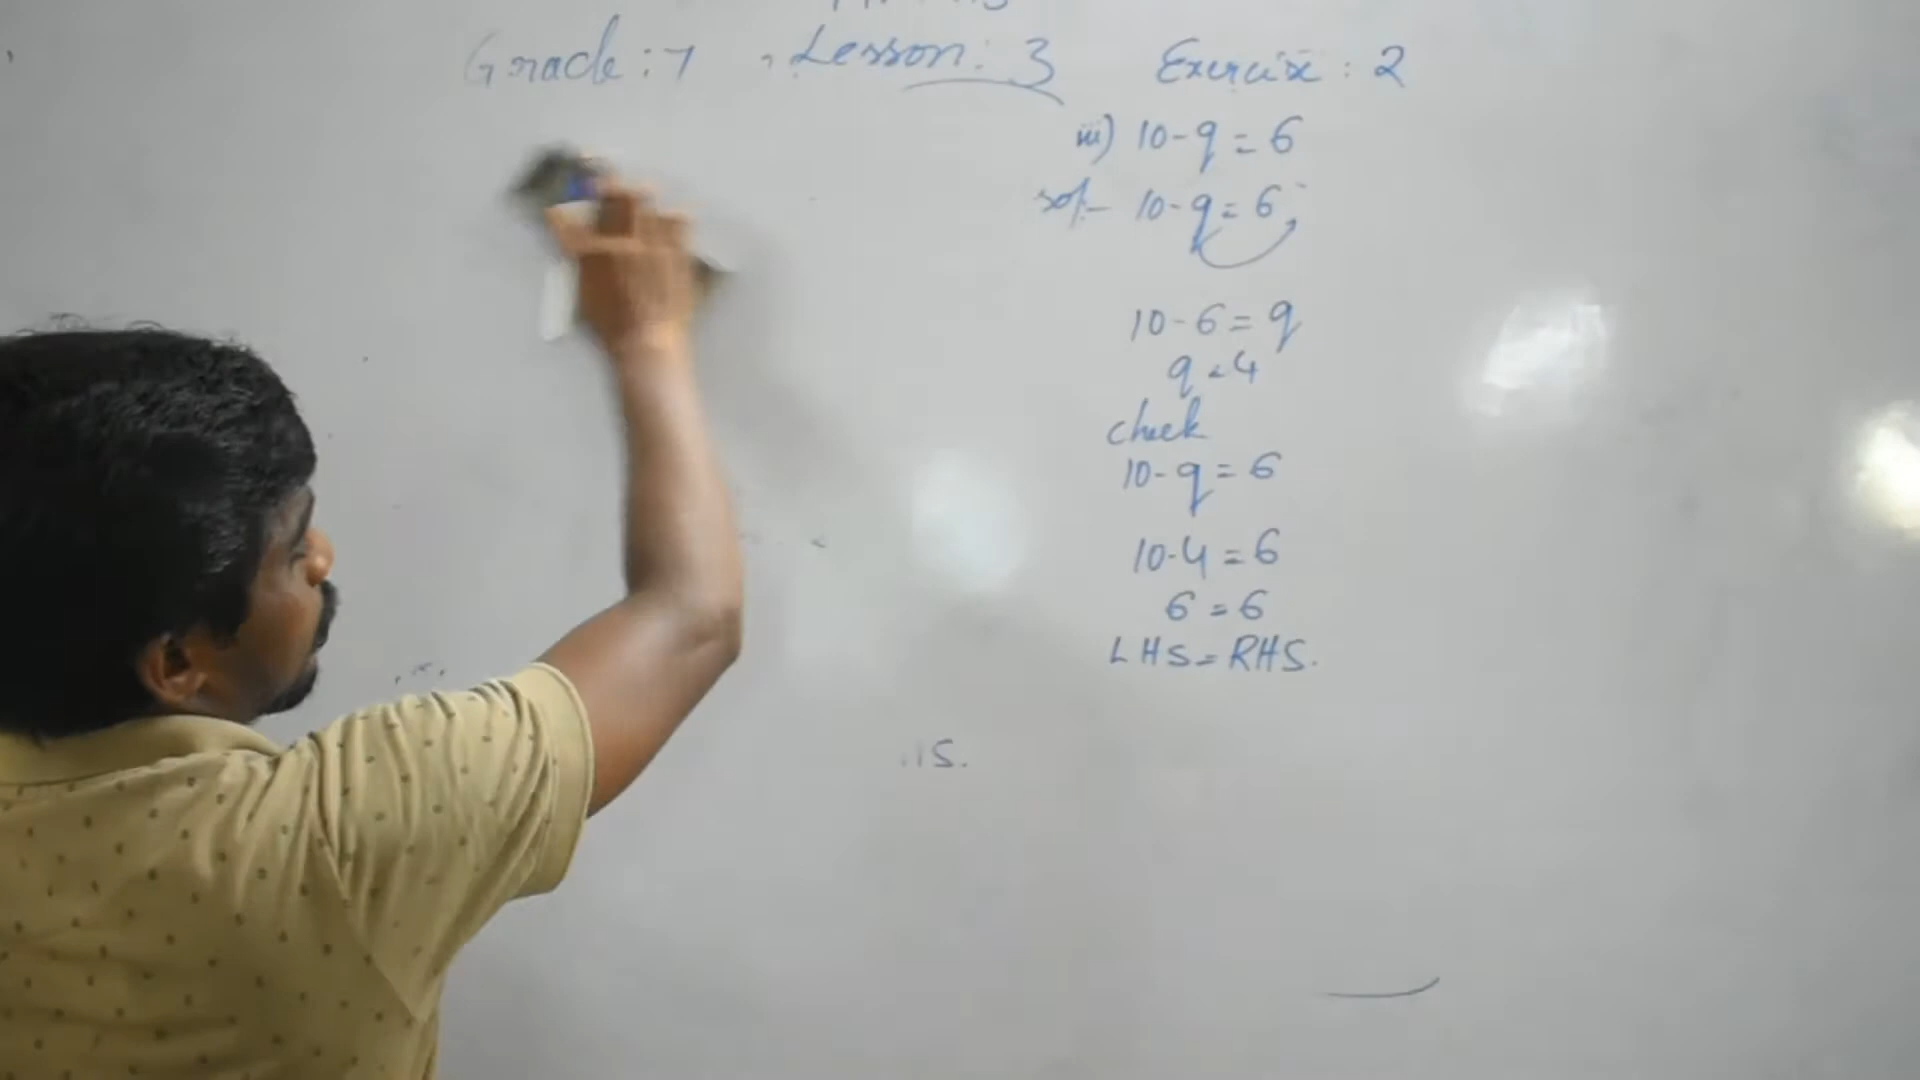 Grade : 7 , Lesson : 3 Exercise : 2
iii) 10 - q = 6
sol:- 10 - q = 6
10 - 6 = q
q = 4
check
10 - q = 6
10 - 4 = 6
6 = 6
LHS = RHS.